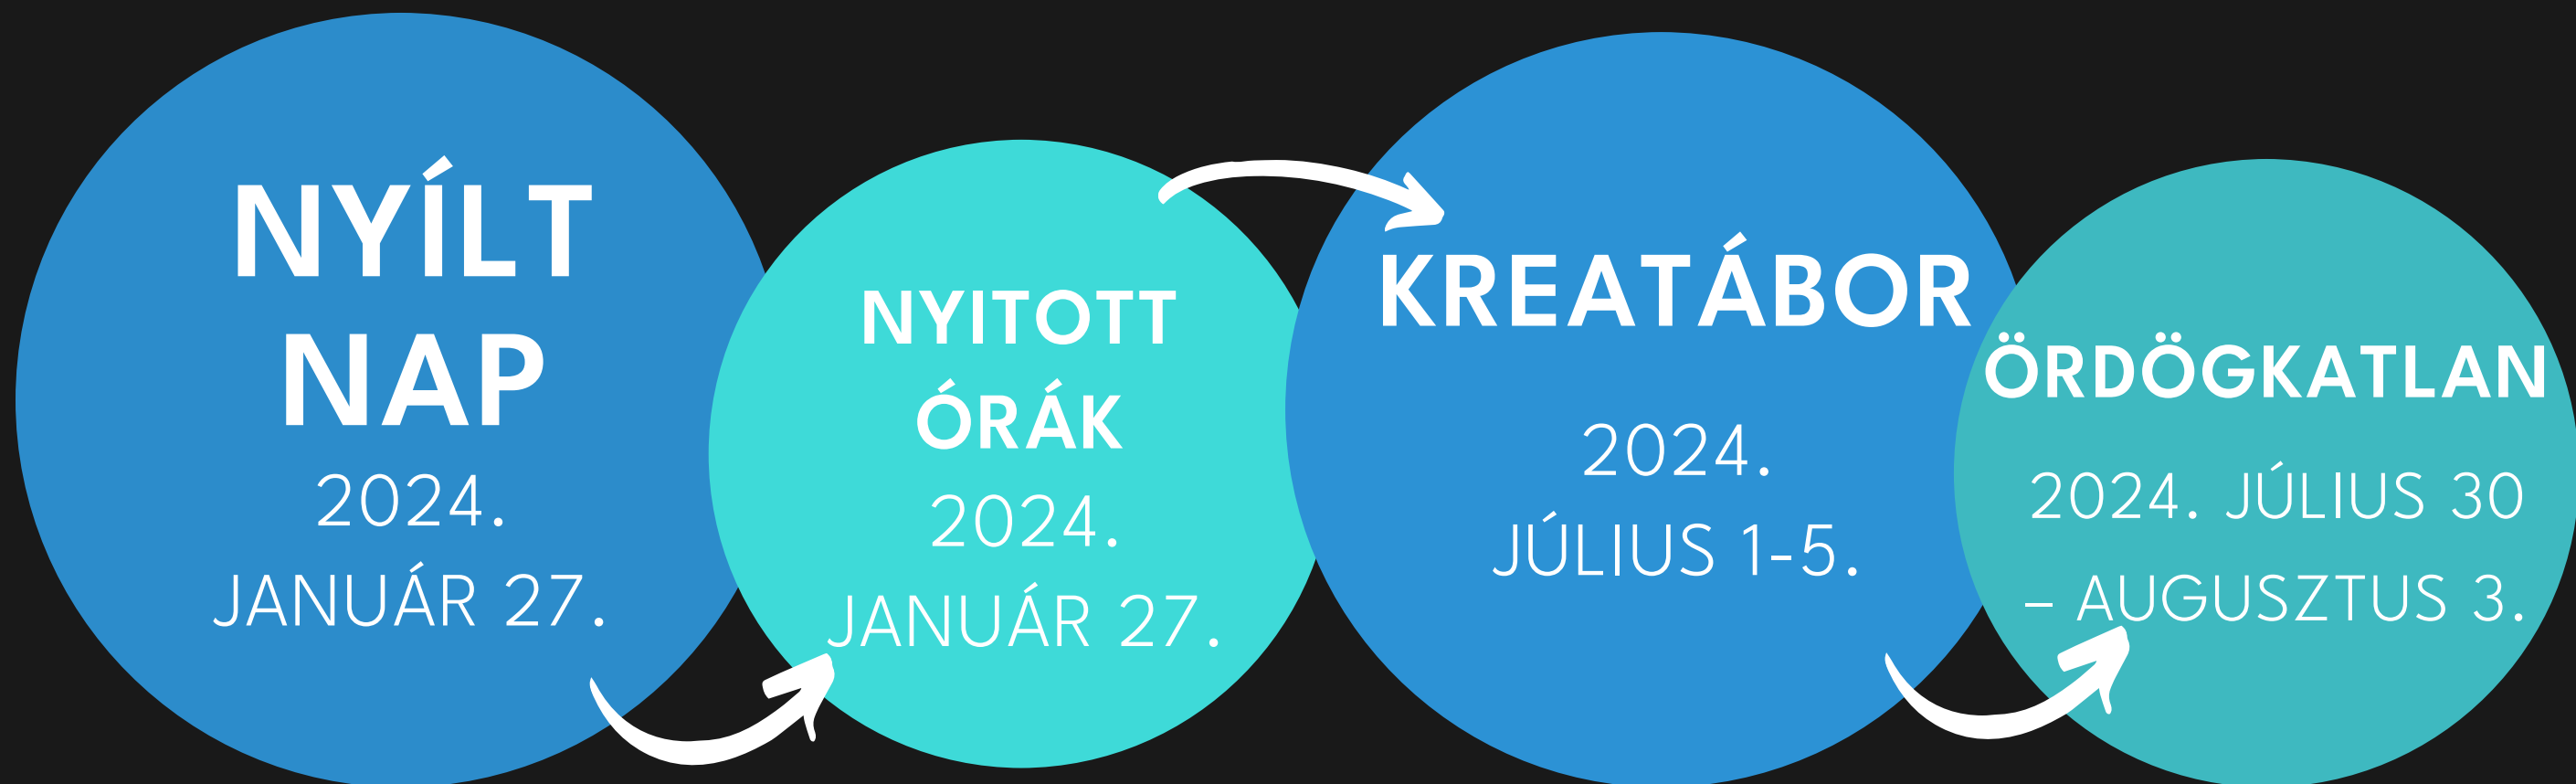 NYÍLT
NAP
2024.
JANUÁR 27.
NYITOTT
ÓRÁK
2024.
JANUÁR 27.
KREATÁBOR
2024.
JÚLIUS 1-5.
ÖRDÖGKATLAN
2024. JÚLIUS 30
– AUGUSZTUS 3.